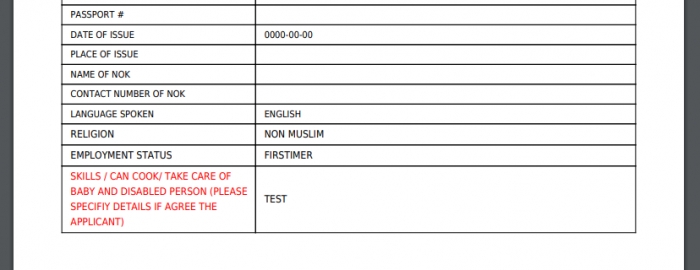 PASSPORT #
DATE OF ISSUE 0000-00-00
PLACE OF ISSUE
NAME OF NOK
CONTACT NUMBER OF NOK
LANGUAGE SPOKEN ENGLISH
RELIGION NON MUSLIM
EMPLOYMENT STATUS FIRSTIMER
SKILLS / CAN COOK/ TAKE CARE OF
BABY AND DISABLED PERSON (PLEASE
SPECIFIY DETAILS IF AGREE THE
APPLICANT)
TEST